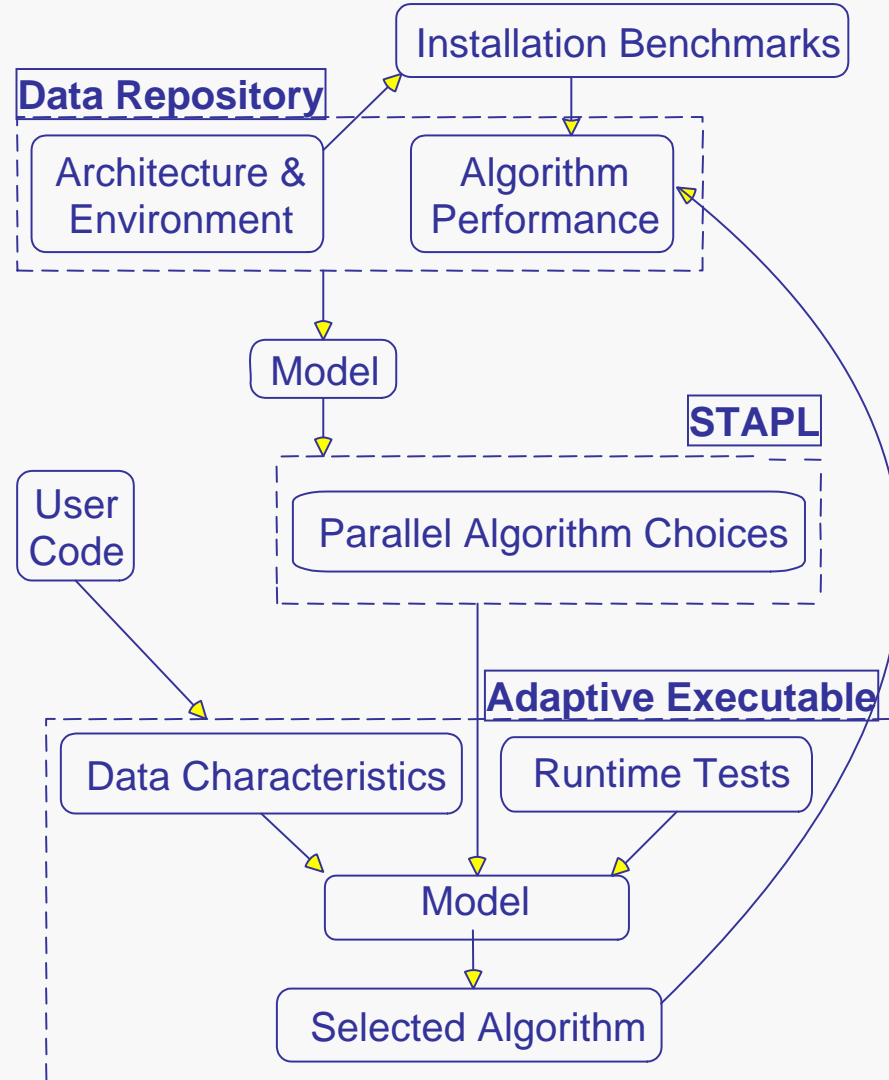 Installation Benchmarks
Data Repository
Architecture &
Environment
Algorithm
Performance
Model
STAPL
User
Code
Parallel Algorithm Choices
Adaptive Executable
Data Characteristics
Runtime Tests
Model
Selected Algorithm